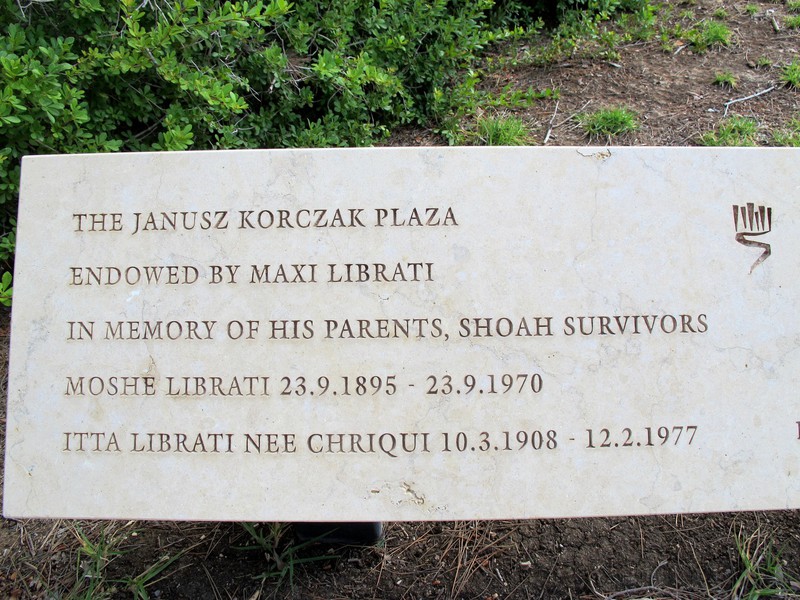 THE JANUSZ KORCZAK PLAZA
ENDOWED BY MAXI LIBRATI
IN MEMORY OF HIS PARENTS, SHOAH SURVIVORS
MOSHE LIBRATI 23.9.1895 - 23.9.1970
ITTA LIBRATI NEE CHRIQUI 10.3.1908 - 12.2.1977